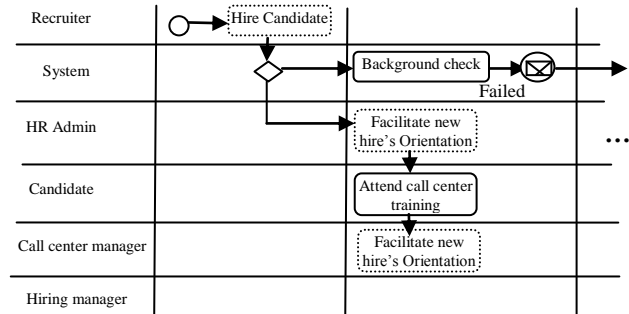 Recruiter
Hire Candidate
System
Background check
Failed
HR Admin
Facilitate new
hire's Orientation
...
Candidate
Attend call center
training
Call center manager
Facilitate new
hire's Orientation
Hiring manager